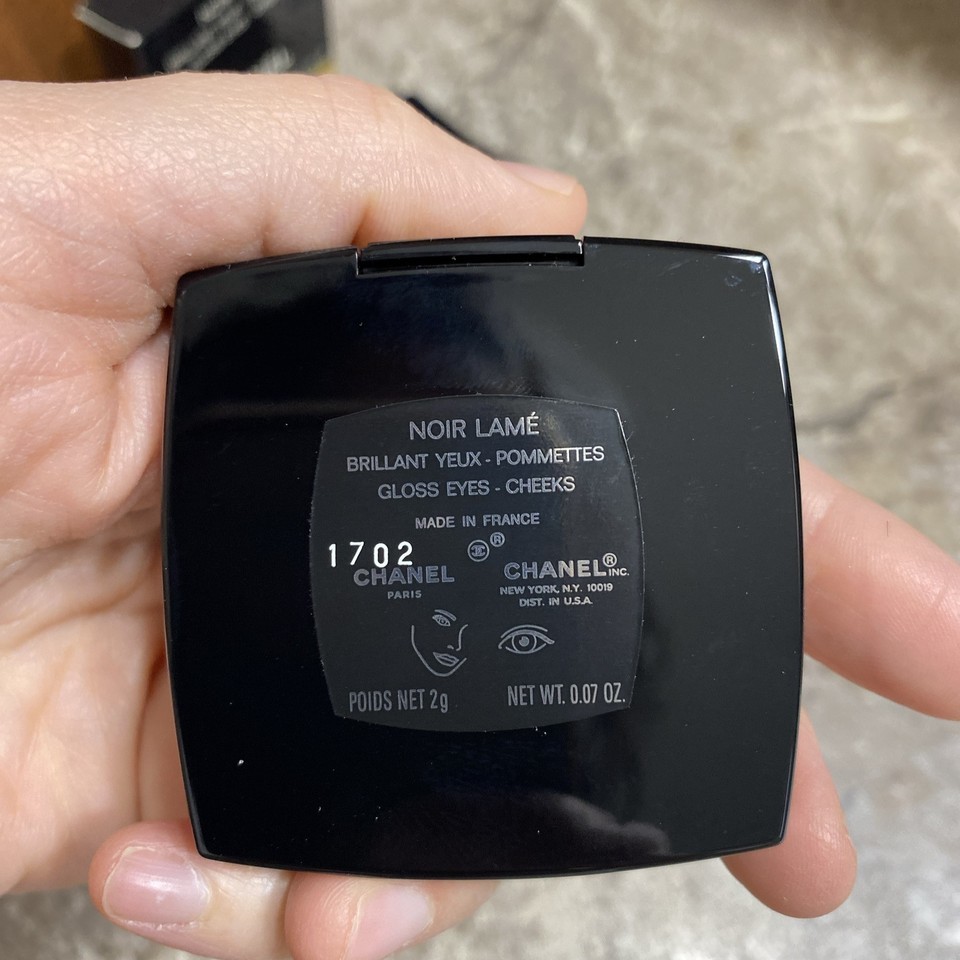 NOIR LAMÉ
BRILLANT YEUX - POMMETTES
GLOSS EYES - CHEEKS
MADE IN FRANCE
1702
CHANEL
PARIS
®
CHANEL® INC.
NEW YORK, N.Y. 10019
DIST. IN U.S.A.
POIDS NET 2g
NET WT. 0.07 OZ.